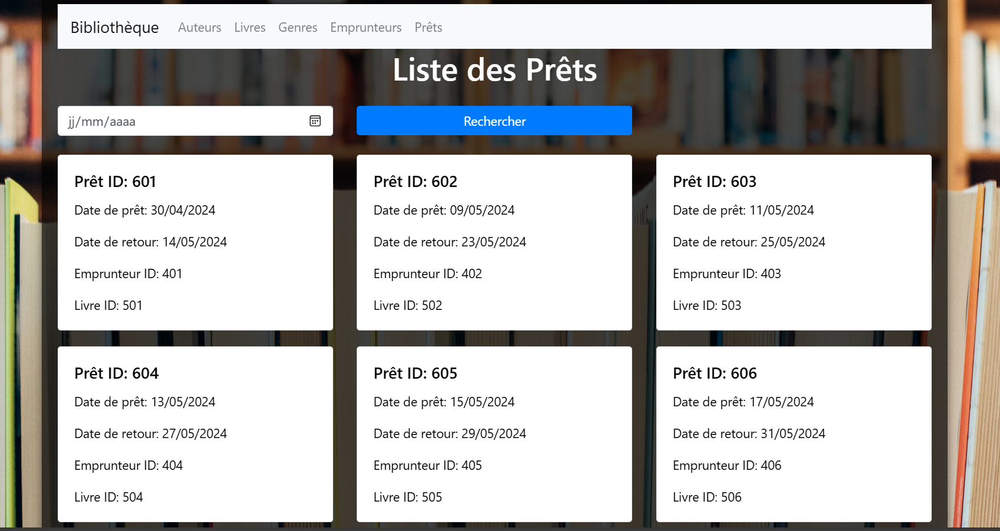 Bibliothèque Auteurs Livres Genres Emprunteurs Prêts
Liste des Prêts
jj/mm/aaaa Rechercher
Prêt ID: 601
Date de prêt: 30/04/2024
Date de retour: 14/05/2024
Emprunteur ID: 401
Livre ID: 501
Prêt ID: 602
Date de prêt: 09/05/2024
Date de retour: 23/05/2024
Emprunteur ID: 402
Livre ID: 502
Prêt ID: 603
Date de prêt: 11/05/2024
Date de retour: 25/05/2024
Emprunteur ID: 403
Livre ID: 503
Prêt ID: 604
Date de prêt: 13/05/2024
Date de retour: 27/05/2024
Emprunteur ID: 404
Livre ID: 504
Prêt ID: 605
Date de prêt: 15/05/2024
Date de retour: 29/05/2024
Emprunteur ID: 405
Livre ID: 505
Prêt ID: 606
Date de prêt: 17/05/2024
Date de retour: 31/05/2024
Emprunteur ID: 406
Livre ID: 506